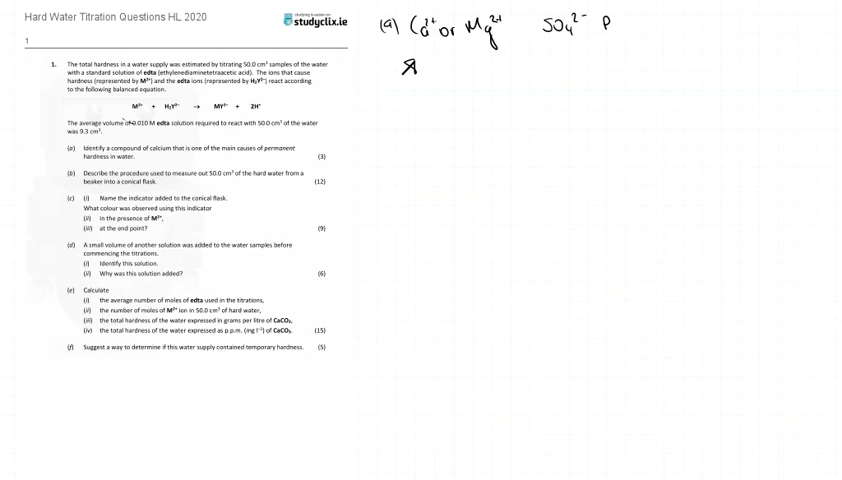 Hard Water Titration Questions HL 2020
studyclix.ie
1
1. The total hardness in a water supply was estimated by titrating 50.0 cm³ samples of the water
with a standard solution of edta (ethylenediaminetetraacetic acid). The ions that cause
hardness (represented by M²⁺) and the edta ions (represented by H₂Y²⁻) react according
to the following balanced equation.
M²⁺ + H₂Y²⁻ → MY²⁻ + 2H⁺
The average volume of 0.010 M edta solution required to react with 50.0 cm³ of the water
was 9.3 cm³.
(a) Identify a compound of calcium that is one of the main causes of permanent
hardness in water. (3)
(b) Describe the procedure used to measure out 50.0 cm³ of the hard water from a
beaker into a conical flask. (12)
(c) (i) Name the indicator added to the conical flask.
What colour was observed using this indicator
(ii) in the presence of M²⁺,
(iii) at the end point? (9)
(d) A small volume of another solution was added to the water samples before
commencing the titrations.
(i) Identify this solution.
(ii) Why was this solution added? (6)
(e) Calculate
(i) the average number of moles of edta used in the titrations,
(ii) the number of moles of M²⁺ ion in 50.0 cm³ of hard water,
(iii) the total hardness of the water expressed in grams per litre of CaCO₃,
(iv) the total hardness of the water expressed as p.p.m. (mg l⁻¹) of CaCO₃. (15)
(f) Suggest a way to determine if this water supply contained temporary hardness. (5)
(a) Ca²⁺ or Mg²⁺ SO₄²⁻ P